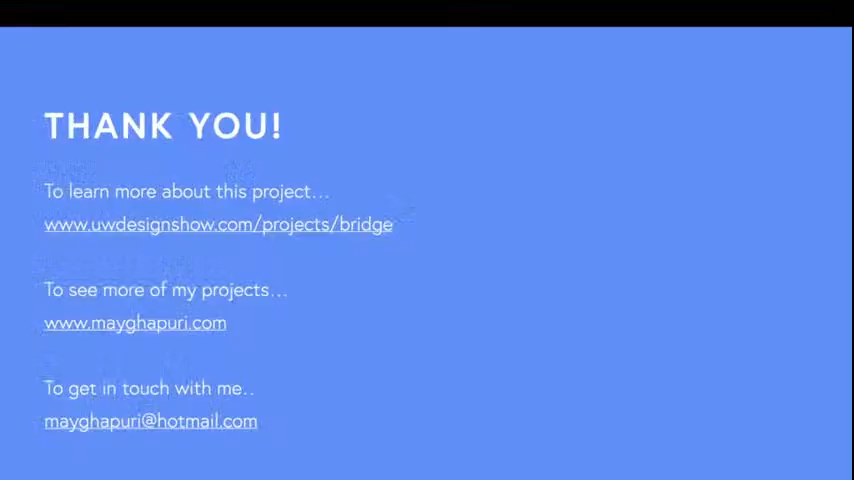 THANK YOU!
To learn more about this project...
www.uwdesignshow.com/projects/bridge
To see more of my projects...
www.mayghapuri.com
To get in touch with me..
mayghapuri@hotmail.com